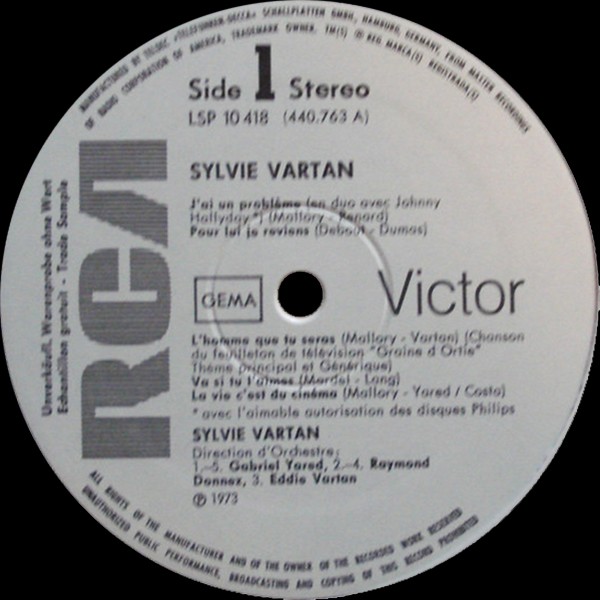 MANUFACTURED BY TELDEC »TELEFUNKEN-DECCA« SCHALLPLATTEN GMBH, HAMBURG, GERMANY, FROM MASTER RECORDINGS
OF RADIO CORPORATION OF AMERICA, TRADEMARK OWNER. TM(S) ® REG. MARCA(S) REGISTRADA(S)
Side 1 Stereo
LSP 10 418 (440.763 A)
SYLVIE VARTAN
J'ai un problème (en duo avec Johnny
Hallyday *) (Mallory - Renard)
Pour lui je reviens (Debout - Dumas)
GEMA
Victor
RCA
Unverkäufl. Warenprobe ohne Wert
Echantillon gratuit - Trade Sample
L'homme que tu seras (Mallory - Vartan) (Chanson
du feuilleton de télévision "Graine d'Ortie"
Thème principal et Générique)
Va si tu l'aimes (Mardel - Lang)
La vie c'est du cinéma (Mallory - Yared / Costa)
* avec l'aimable autorisation des disques Philips
SYLVIE VARTAN
Direction d'Orchestre:
1.-5. Gabriel Yared, 2.-4. Raymond
Donnez, 3. Eddie Vartan
℗ 1973
ALL RIGHTS OF THE MANUFACTURER AND OF THE OWNER OF THE RECORDED WORK RESERVED
UNAUTHORIZED PUBLIC PERFORMANCE, BROADCASTING AND COPYING OF THIS RECORD PROHIBITED